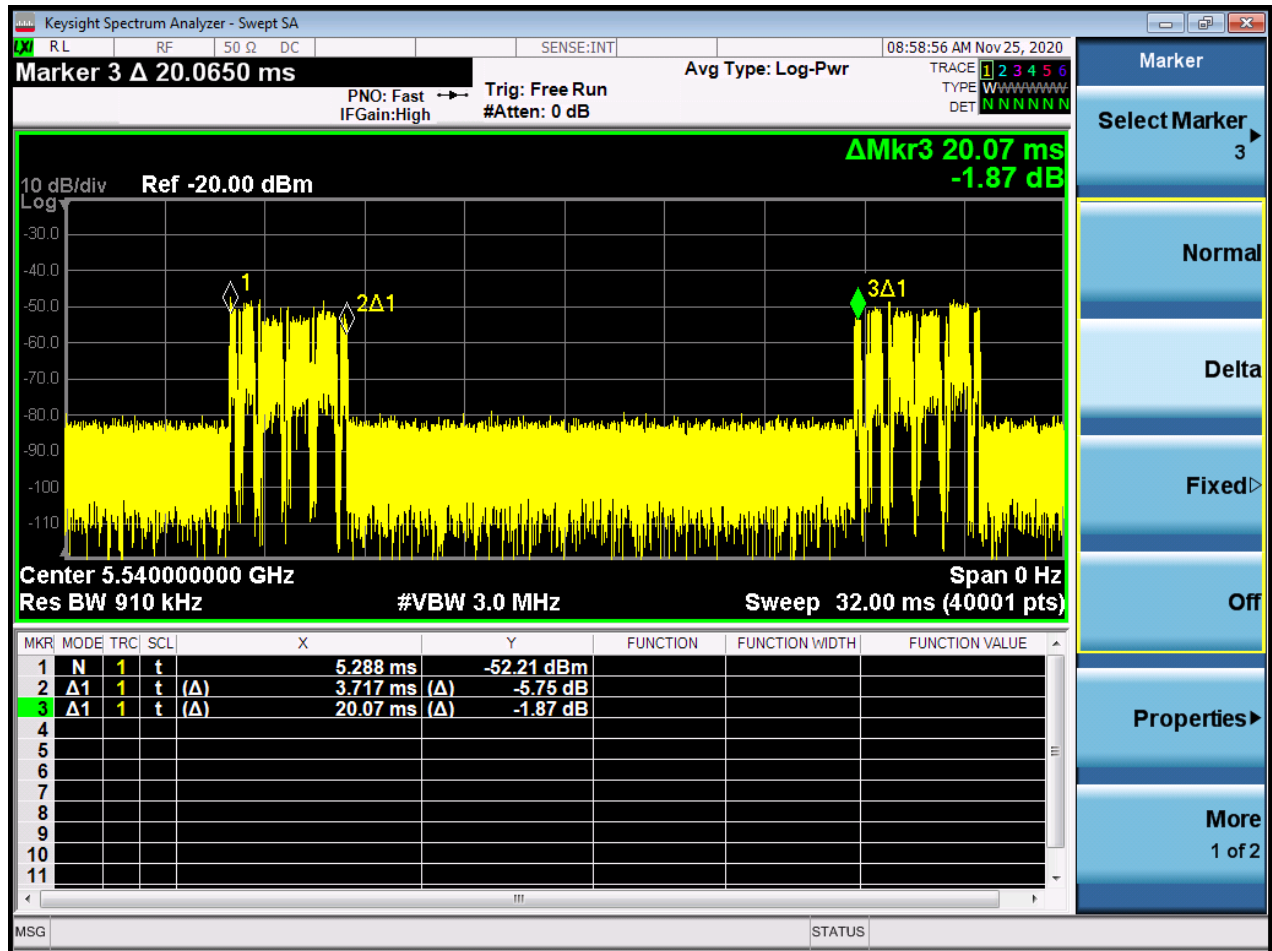 Keysight Spectrum Analyzer - Swept SA
LXI RL RF 50 Ω DC SENSE:INT 08:58:56 AM Nov 25, 2020
Marker 3 Δ 20.0650 ms
PNO: Fast
IFGain:High
Trig: Free Run
#Atten: 0 dB
Avg Type: Log-Pwr
TRACE 1 2 3 4 5 6
TYPE WWWWWW
DET N N N N N N
ΔMkr3 20.07 ms
-1.87 dB
10 dB/div Ref -20.00 dBm
Log
-30.0
-40.0
-50.0
-60.0
-70.0
-80.0
-90.0
-100
-110
1
2Δ1
3Δ1
Center 5.540000000 GHz Span 0 Hz
Res BW 910 kHz #VBW 3.0 MHz Sweep 32.00 ms (40001 pts)
MKR MODE TRC SCL X Y FUNCTION FUNCTION WIDTH FUNCTION VALUE
1 N 1 t 5.288 ms -52.21 dBm
2 Δ1 1 t (Δ) 3.717 ms (Δ) -5.75 dB
3 Δ1 1 t (Δ) 20.07 ms (Δ) -1.87 dB
4
5
6
7
8
9
10
11
MSG STATUS
Marker
Select Marker
3
Normal
Delta
Fixed
Off
Properties
More
1 of 2